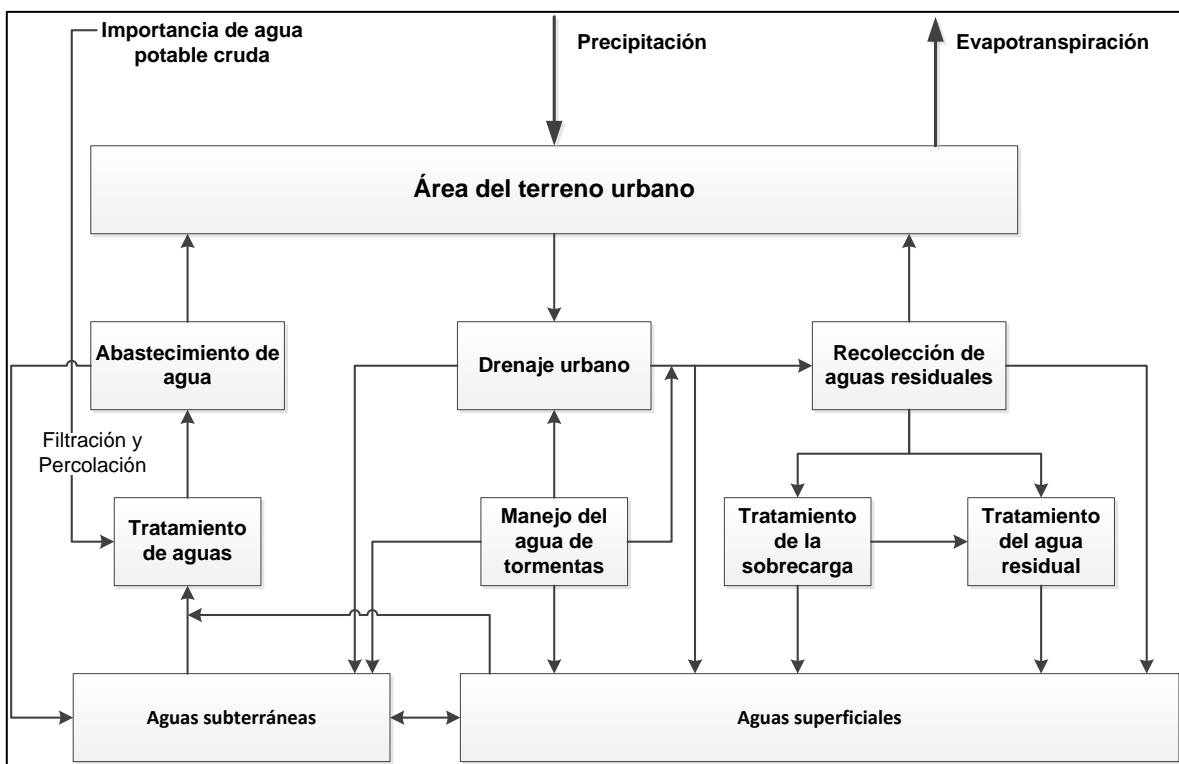 Importancia de agua
potable cruda
Precipitación
Evapotranspiración
Área del terreno urbano
Abastecimiento de
agua
Drenaje urbano
Recolección de
aguas residuales
Filtración y
Percolación
Tratamiento
de aguas
Manejo del
agua de
tormentas
Tratamiento
de la
sobrecarga
Tratamiento
del agua
residual
Aguas subterráneas
Aguas superficiales